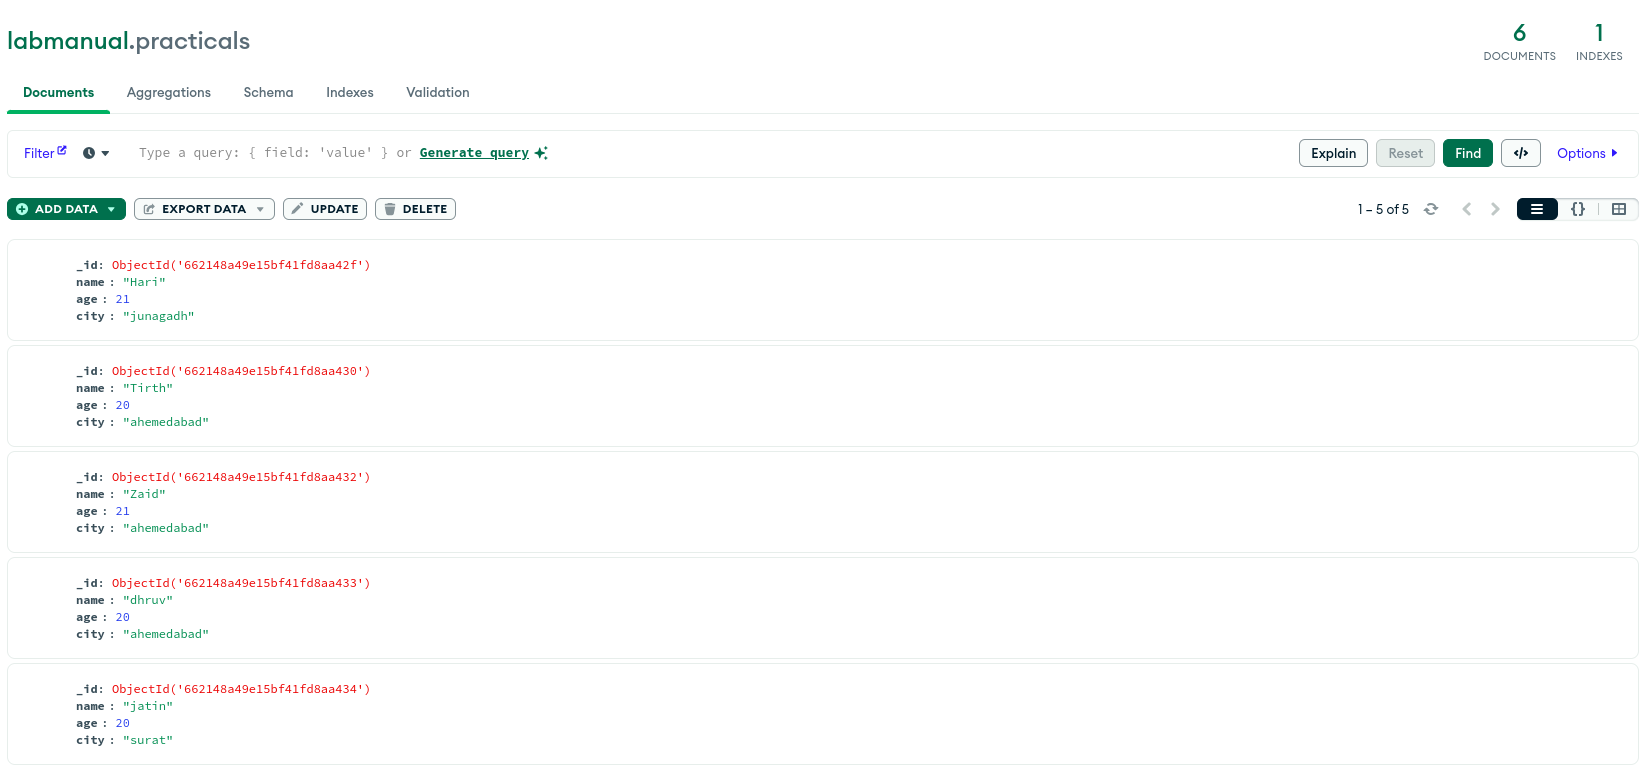 labmanual.practicals
6 1
DOCUMENTS INDEXES
Documents Aggregations Schema Indexes Validation
Filter Type a query: { field: 'value' } or Generate query Explain Reset Find </> Options
ADD DATA EXPORT DATA UPDATE DELETE 1 – 5 of 5 {}
_id: ObjectId('662148a49e15bf41fd8aa42f')
name : "Hari"
age : 21
city : "junagadh"
_id: ObjectId('662148a49e15bf41fd8aa430')
name : "Tirth"
age : 20
city : "ahemedabad"
_id: ObjectId('662148a49e15bf41fd8aa432')
name : "Zaid"
age : 21
city : "ahemedabad"
_id: ObjectId('662148a49e15bf41fd8aa433')
name : "dhruv"
age : 20
city : "ahemedabad"
_id: ObjectId('662148a49e15bf41fd8aa434')
name : "jatin"
age : 20
city : "surat"